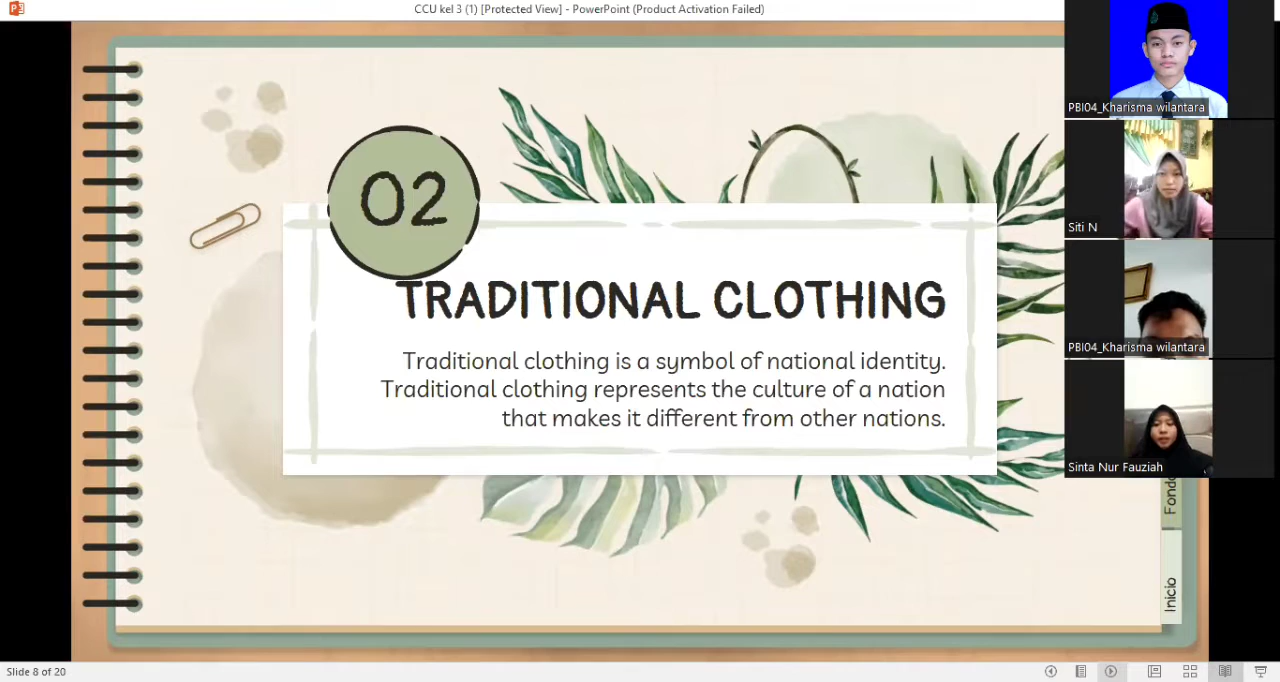 CCU kel 3 (1) [Protected View] - PowerPoint (Product Activation Failed)
02
TRADITIONAL CLOTHING
Traditional clothing is a symbol of national identity.
Traditional clothing represents the culture of a nation
that makes it different from other nations.
PBI04_Kharisma wilantara
Siti N
PBI04_Kharisma wilantara
Sinta Nur Fauziah
Fondo
Inicio
Slide 8 of 20